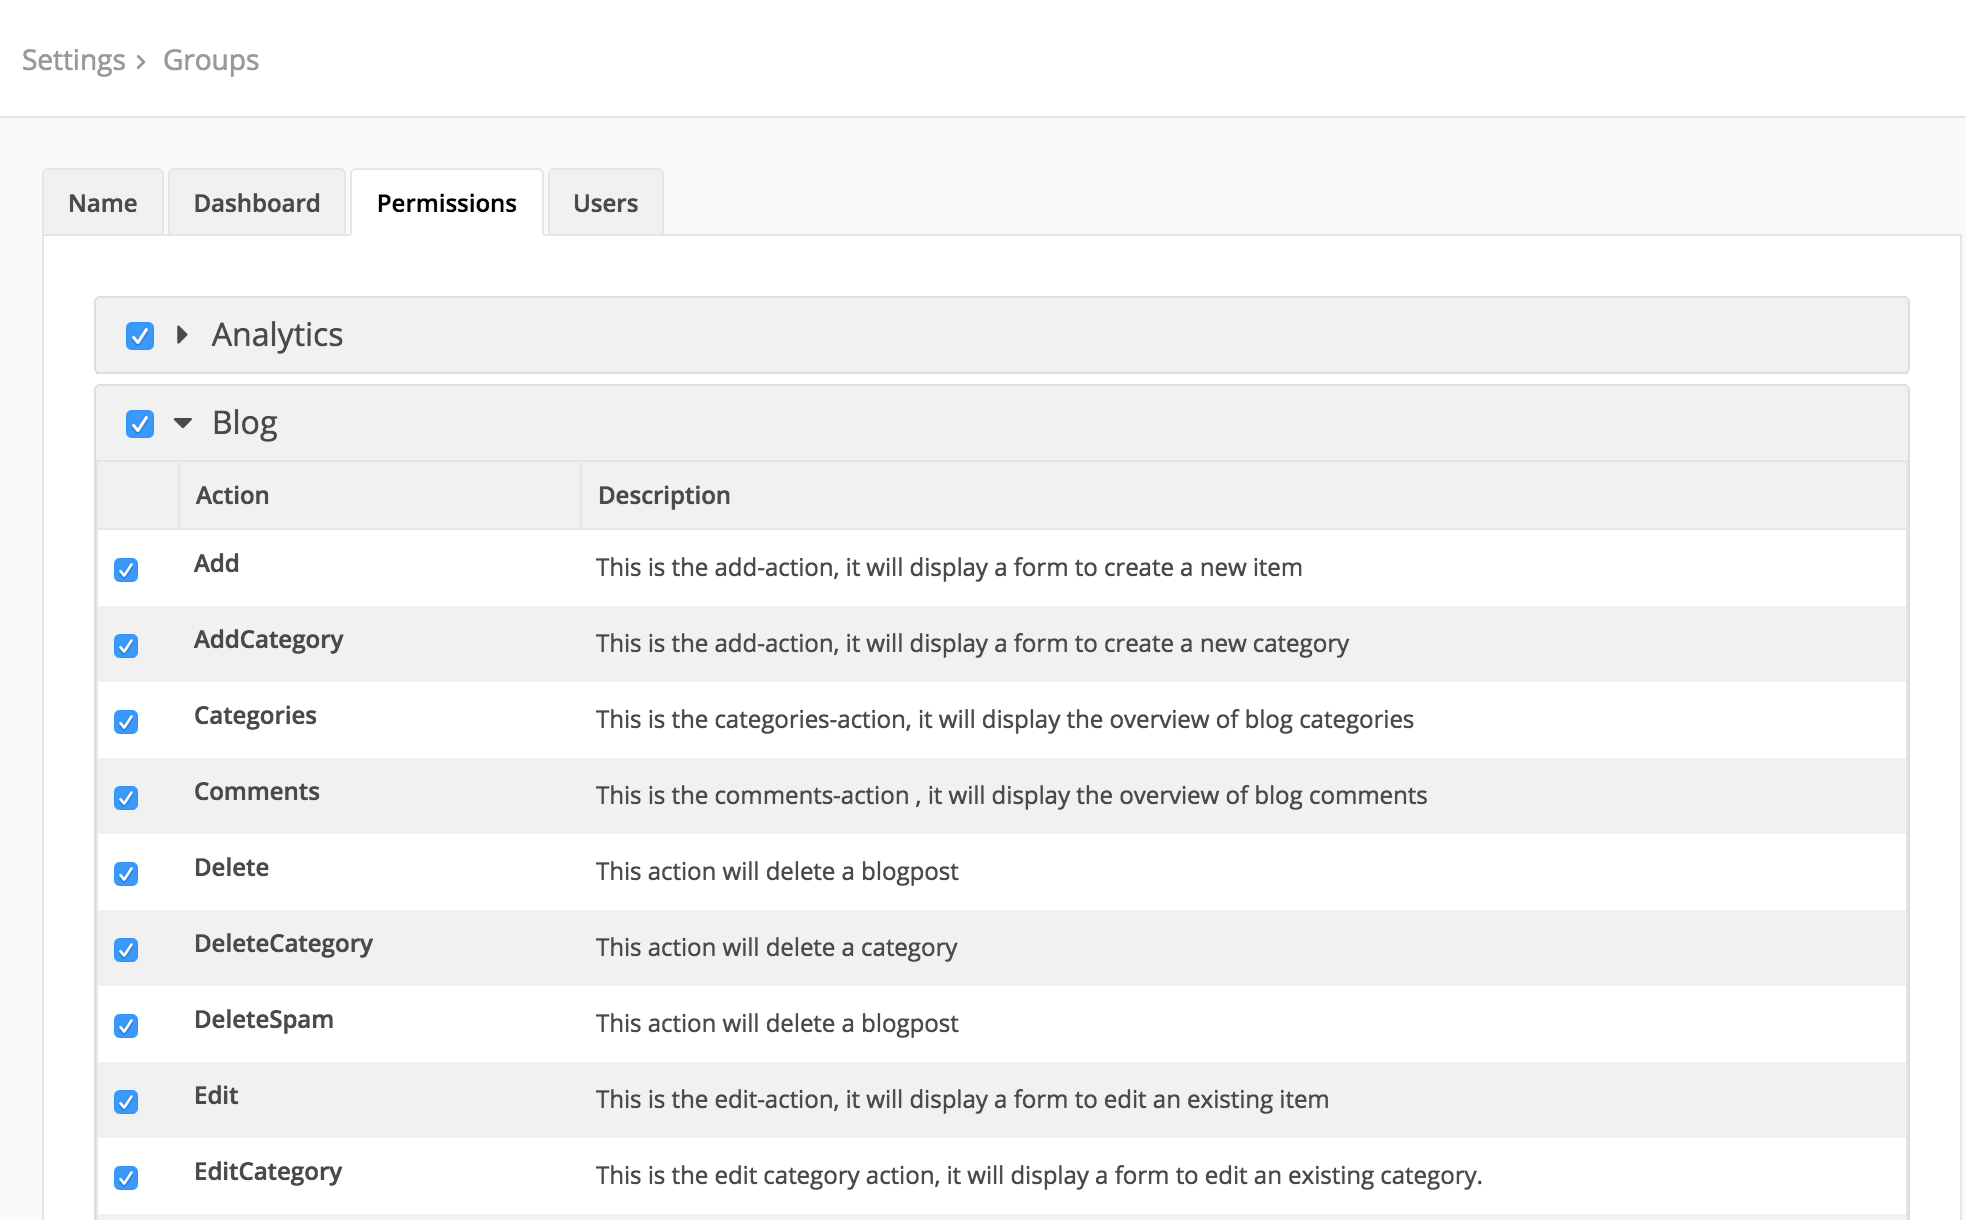 Settings › Groups
Name Dashboard Permissions Users
Analytics
Blog
Action Description
Add This is the add-action, it will display a form to create a new item
AddCategory This is the add-action, it will display a form to create a new category
Categories This is the categories-action, it will display the overview of blog categories
Comments This is the comments-action , it will display the overview of blog comments
Delete This action will delete a blogpost
DeleteCategory This action will delete a category
DeleteSpam This action will delete a blogpost
Edit This is the edit-action, it will display a form to edit an existing item
EditCategory This is the edit category action, it will display a form to edit an existing category.